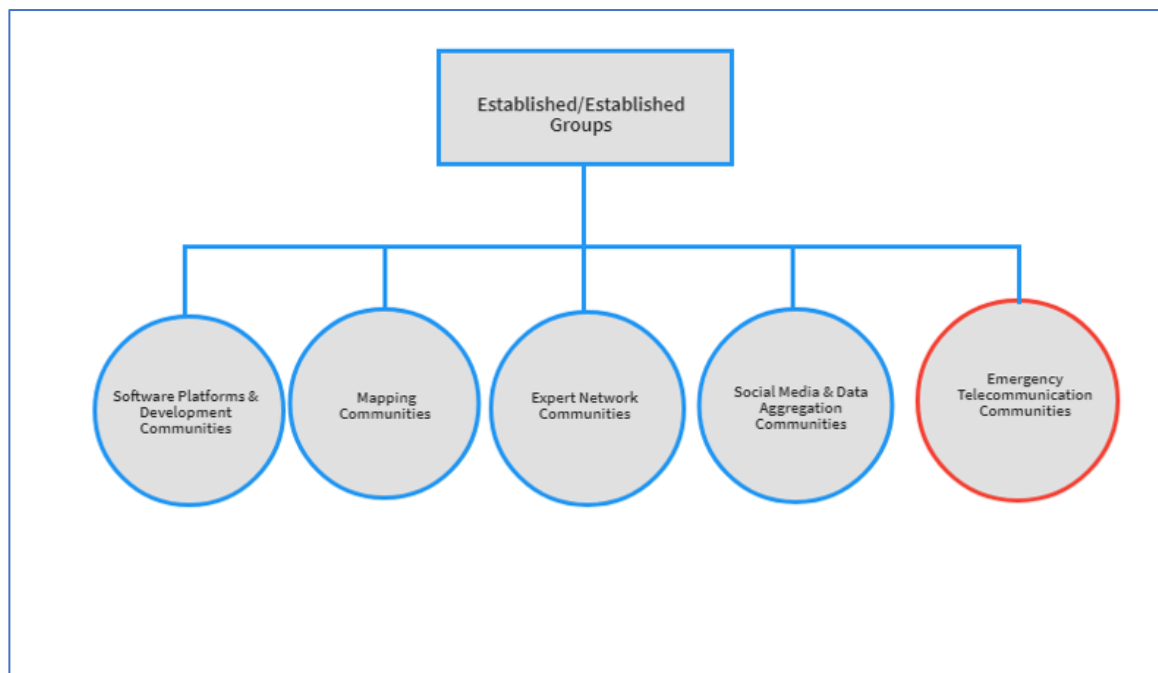 Established/Established
Groups
Software Platforms &
Development
Communities
Mapping
Communities
Expert Network
Communities
Social Media & Data
Aggregation
Communities
Emergency
Telecommunication
Communities